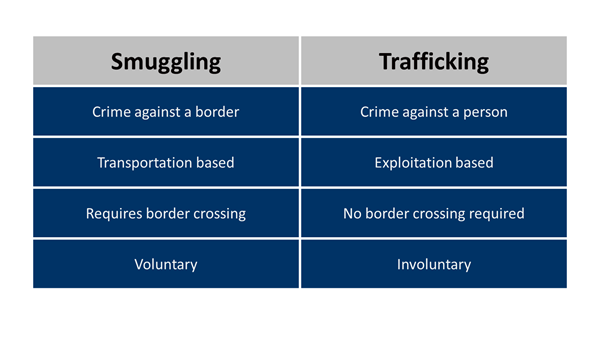 Smuggling Trafficking
Crime against a border Crime against a person
Transportation based Exploitation based
Requires border crossing No border crossing required
Voluntary Involuntary